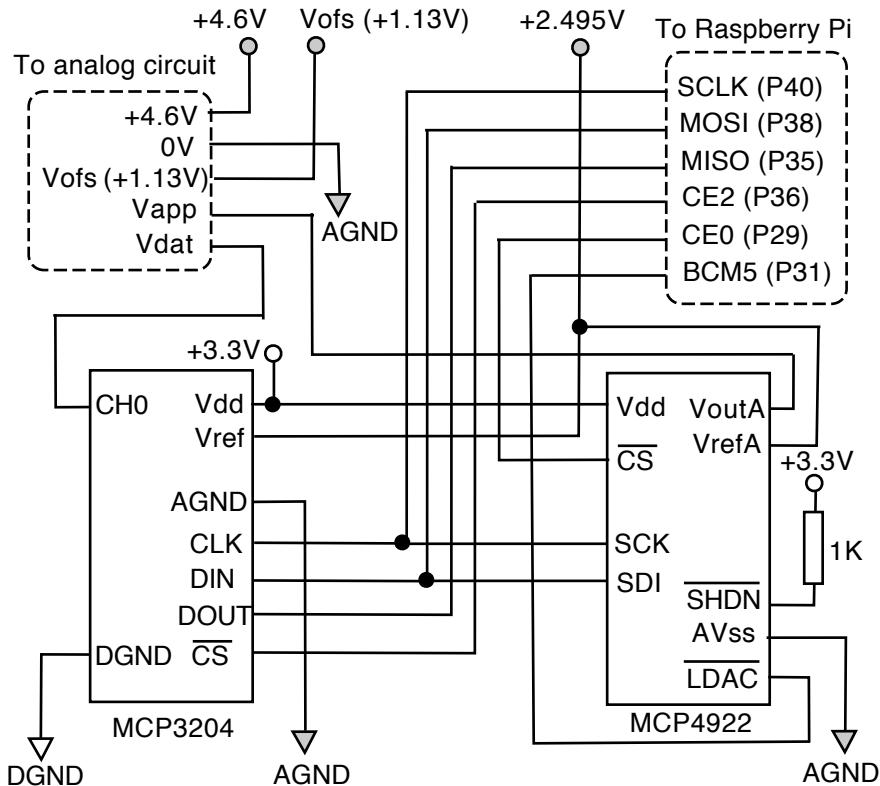 +4.6V
Vofs (+1.13V)
+2.495V
To Raspberry Pi
To analog circuit
+4.6V
0V
Vofs (+1.13V)
Vapp
Vdat
AGND
SCLK (P40)
MOSI (P38)
MISO (P35)
CE2 (P36)
CE0 (P29)
BCM5 (P31)
+3.3V
CH0
Vdd
Vref
AGND
CLK
DIN
DOUT
DGND
CS
MCP3204
DGND
AGND
Vdd
VoutA
VrefA
CS
+3.3V
SCK
1K
SDI
SHDN
AVss
LDAC
MCP4922
AGND